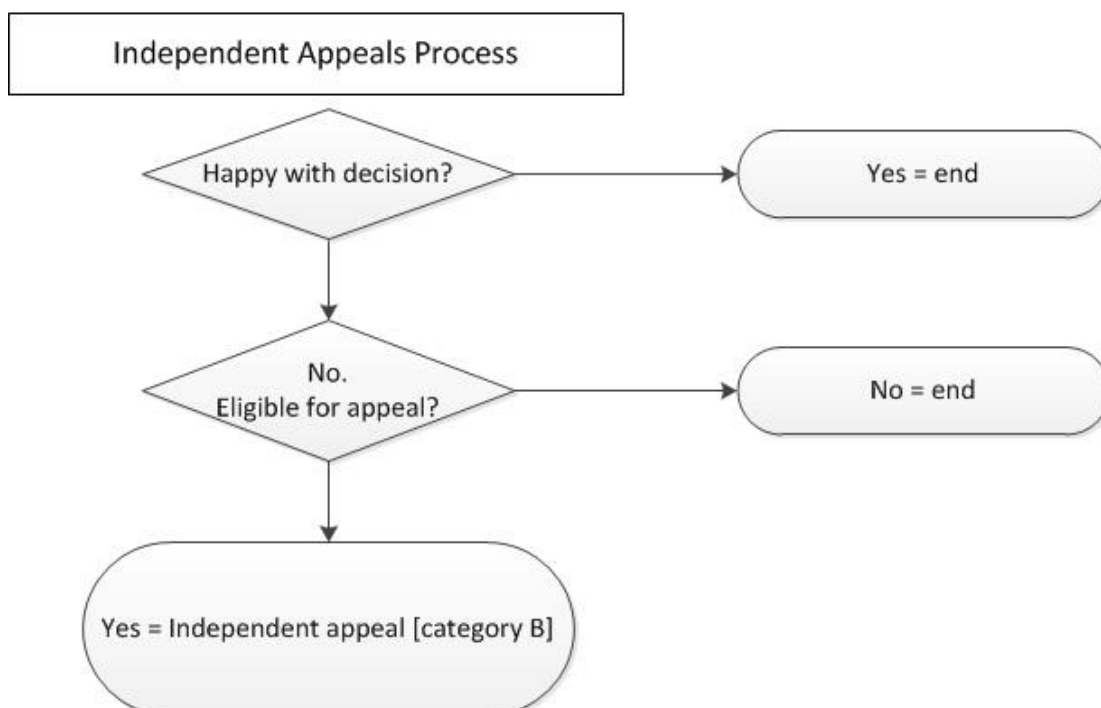 Independent Appeals Process
Happy with decision?
Yes = end
No.
Eligible for appeal?
No = end
Yes = Independent appeal [category B]